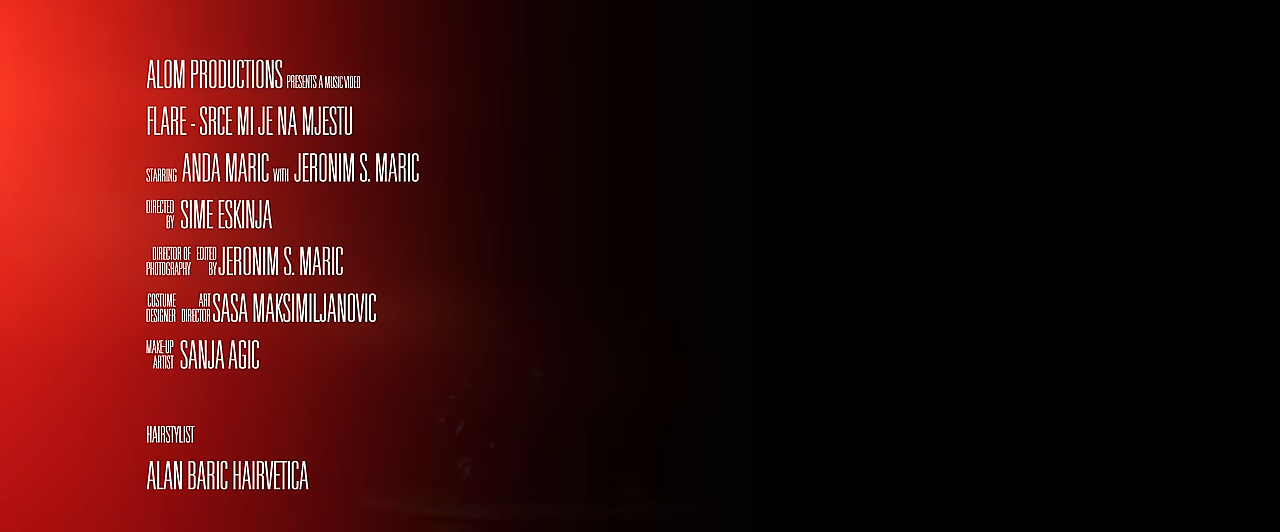 ALOM PRODUCTIONS PRESENTS A MUSIC VIDEO
FLARE - SRCE MI JE NA MJESTU
STARRING ANDA MARIC WITH JERONIM S. MARIC
DIRECTED BY SIME ESKINJA
DIRECTOR OF PHOTOGRAPHY EDITED BY JERONIM S. MARIC
COSTUME DESIGNER ART DIRECTOR SASA MAKSIMILJANOVIC
MAKE-UP ARTIST SANJA AGIC
HAIRSTYLIST
ALAN BARIC HAIRVETICA